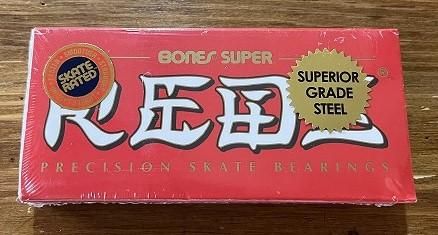 BONES SUPER
SKATE
RATED
SUPERIOR
GRADE
STEEL
REDS®
PRECISION SKATE BEARINGS